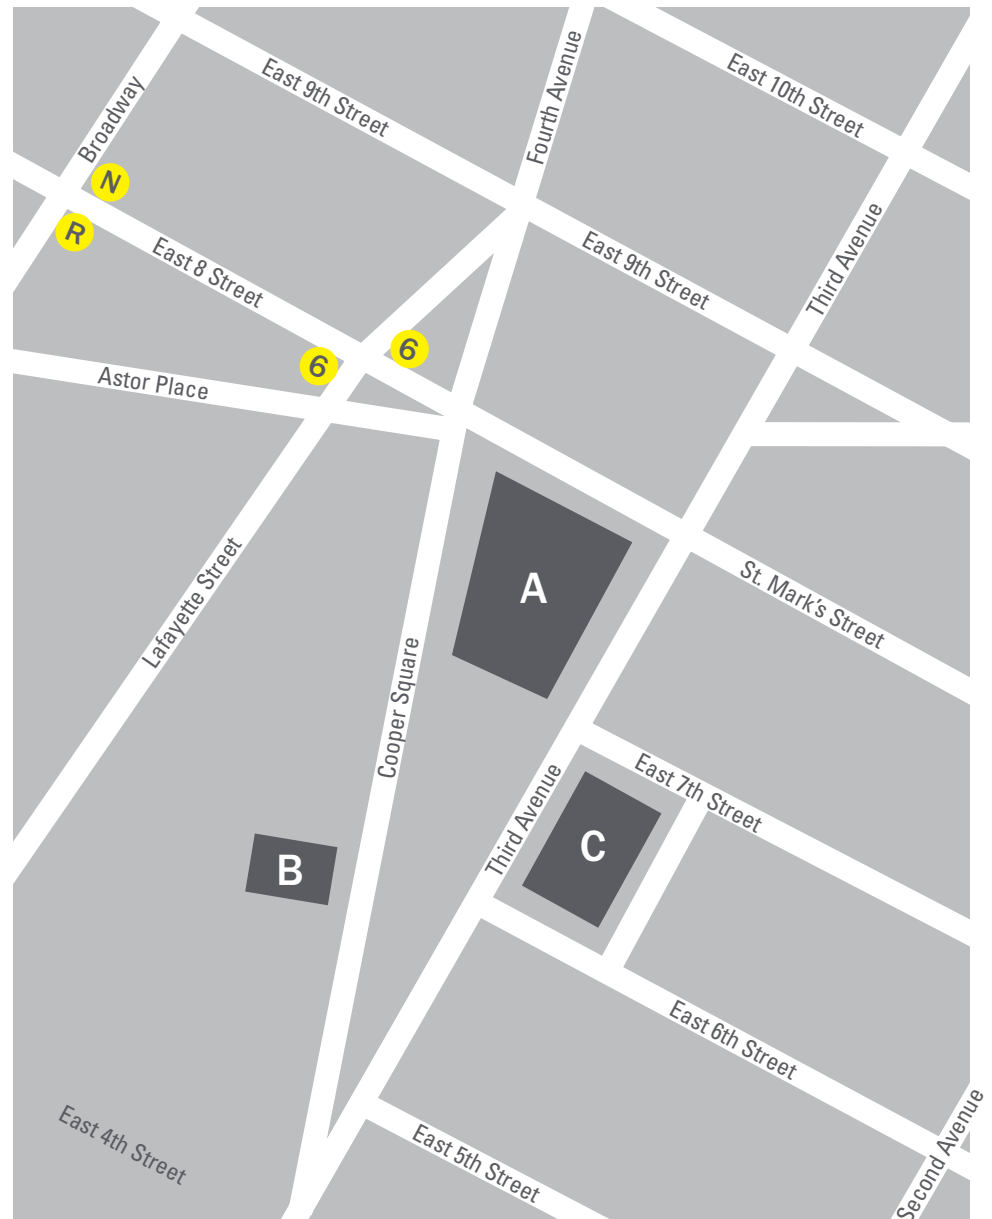 East 9th Street
Broadway
Fourth Avenue
East 10th Street
N
R
East 8 Street
East 9th Street
Third Avenue
6
6
Astor Place
A
St. Mark's Street
Lafayette Street
Cooper Square
East 7th Street
Third Avenue
C
B
East 6th Street
East 4th Street
East 5th Street
Second Avenue